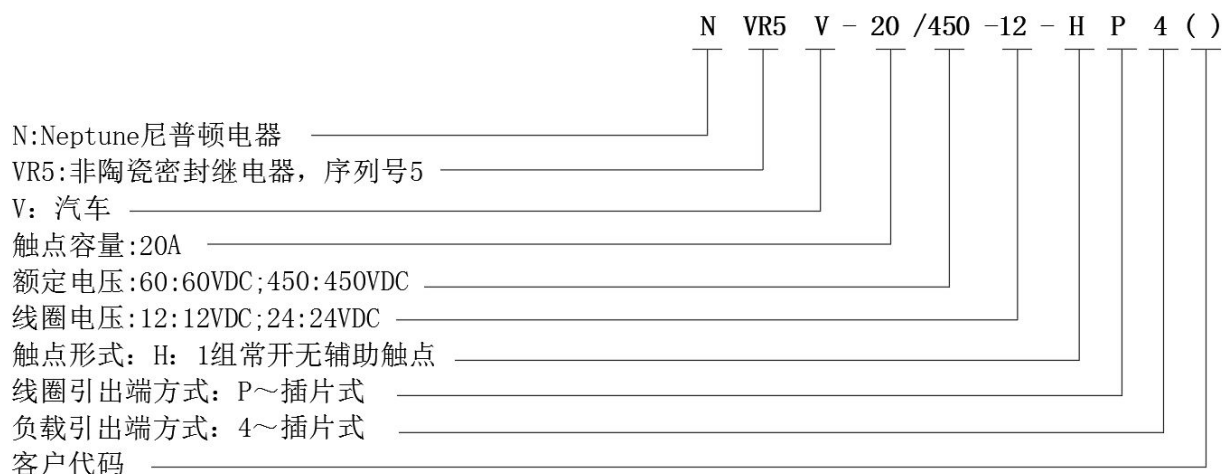 N VR5 V - 20 /450 -12 - H P 4 ( )
N:Neptune尼普顿电器
VR5:非陶瓷密封继电器，序列号5
V：汽车
触点容量:20A
额定电压:60:60VDC;450:450VDC
线圈电压:12:12VDC;24:24VDC
触点形式：H：1组常开无辅助触点
线圈引出端方式：P～插片式
负载引出端方式：4～插片式
客户代码